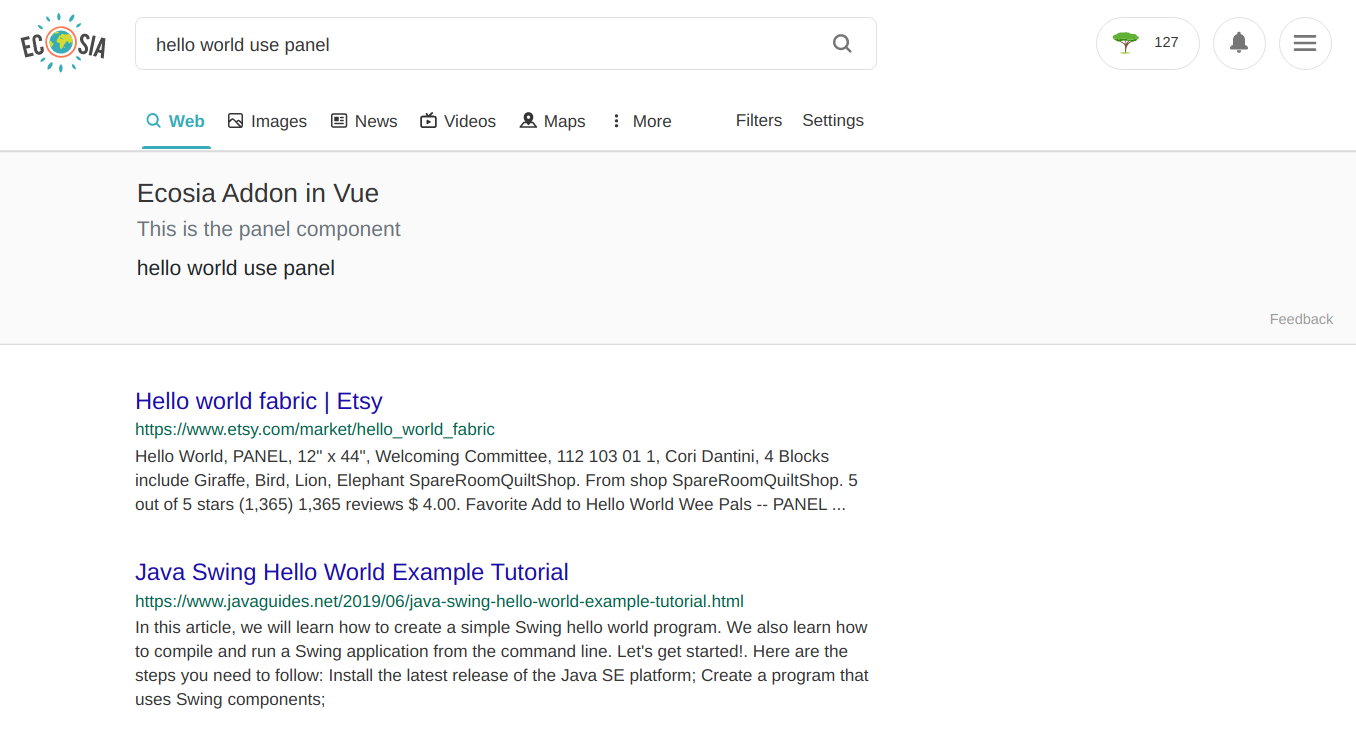 ECOSIA
hello world use panel
127
Web Images News Videos Maps More Filters Settings
Ecosia Addon in Vue
This is the panel component
hello world use panel
Feedback
Hello world fabric | Etsy
https://www.etsy.com/market/hello_world_fabric
Hello World, PANEL, 12" x 44", Welcoming Committee, 112 103 01 1, Cori Dantini, 4 Blocks
include Giraffe, Bird, Lion, Elephant SpareRoomQuiltShop. From shop SpareRoomQuiltShop. 5
out of 5 stars (1,365) 1,365 reviews $ 4.00. Favorite Add to Hello World Wee Pals -- PANEL ...
Java Swing Hello World Example Tutorial
https://www.javaguides.net/2019/06/java-swing-hello-world-example-tutorial.html
In this article, we will learn how to create a simple Swing hello world program. We also learn how
to compile and run a Swing application from the command line. Let's get started!. Here are the
steps you need to follow: Install the latest release of the Java SE platform; Create a program that
uses Swing components;